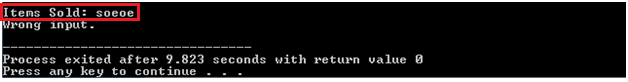 Items Sold: soeoe
Wrong input.
--------------------------------
Process exited after 9.823 seconds with return value 0
Press any key to continue . . .